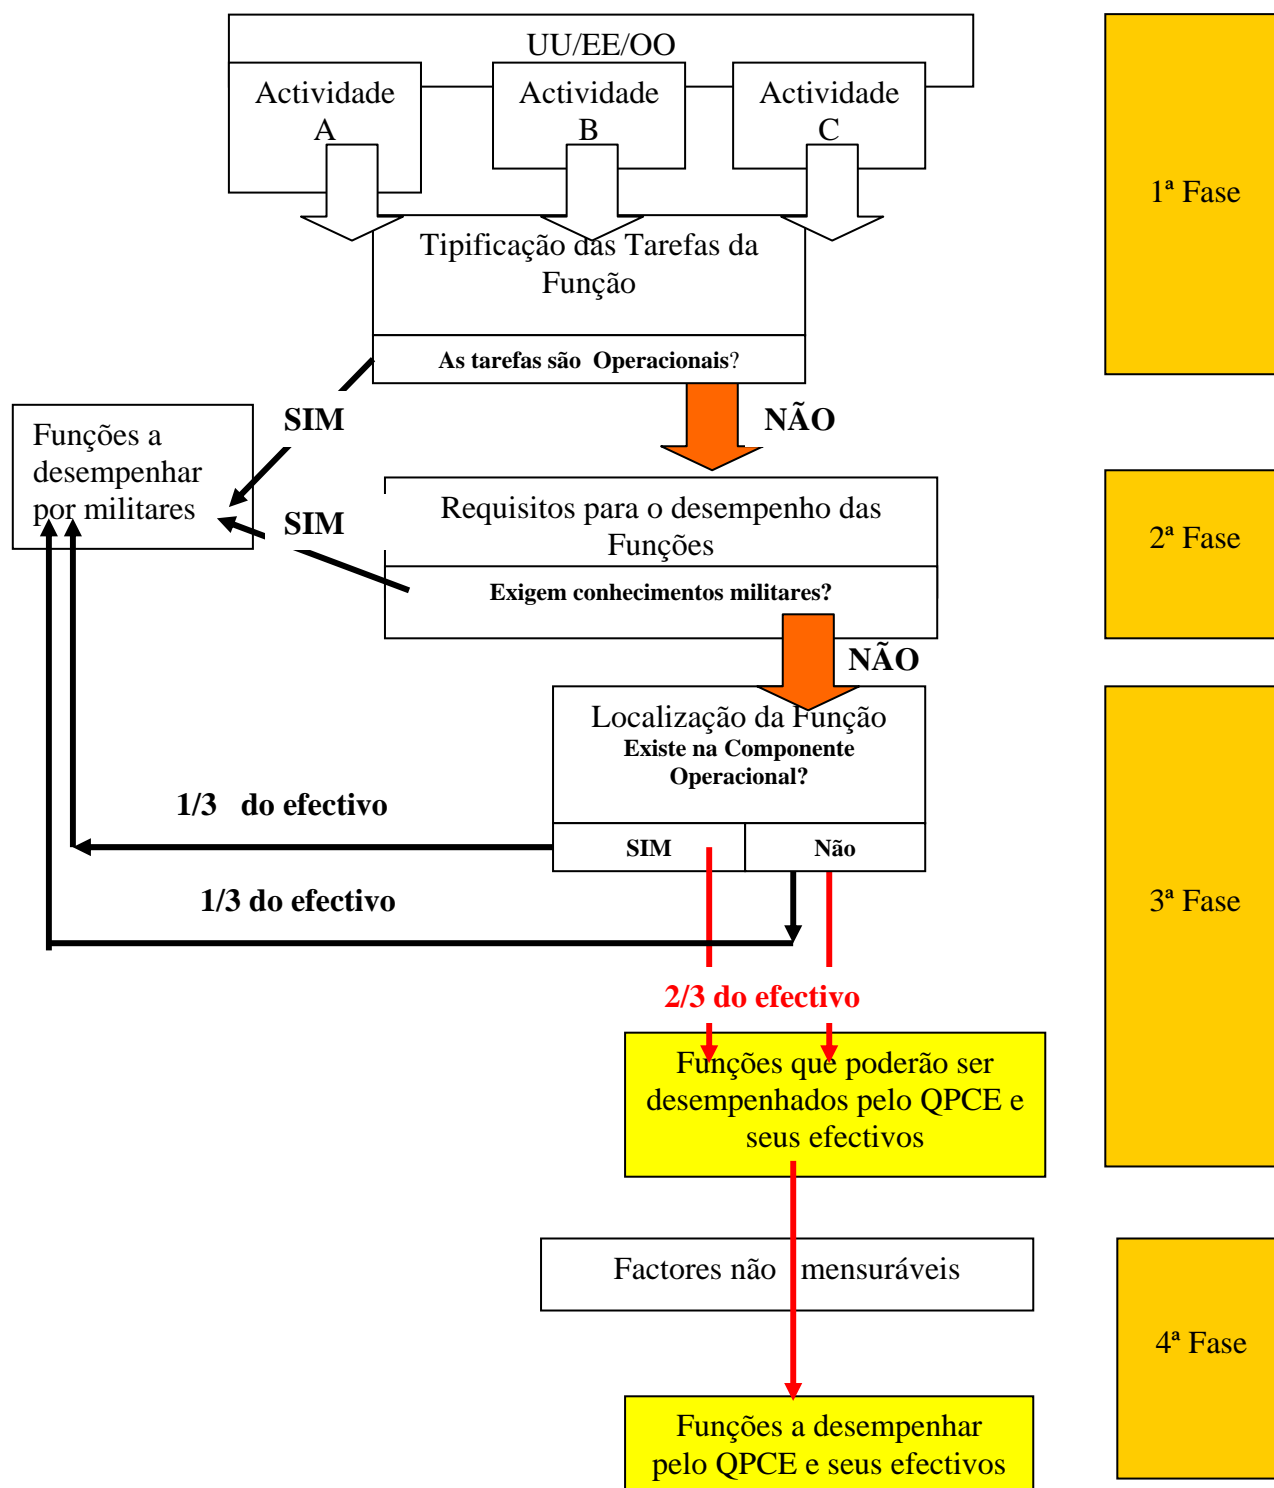 UU/EE/OO
Actividade
A
Actividade
B
Actividade
C
1ª Fase
Tipificação das Tarefas da
Função
As tarefas são Operacionais?
SIM
NÃO
Funções a
desempenhar
por militares
SIM
Requisitos para o desempenho das
Funções
Exigem conhecimentos militares?
2ª Fase
NÃO
Localização da Função
Existe na Componente
Operacional?
1/3 do efectivo
SIM
Não
1/3 do efectivo
3ª Fase
2/3 do efectivo
Funções que poderão ser
desempenhados pelo QPCE e
seus efectivos
Factores não mensuráveis
4ª Fase
Funções a desempenhar
pelo QPCE e seus efectivos